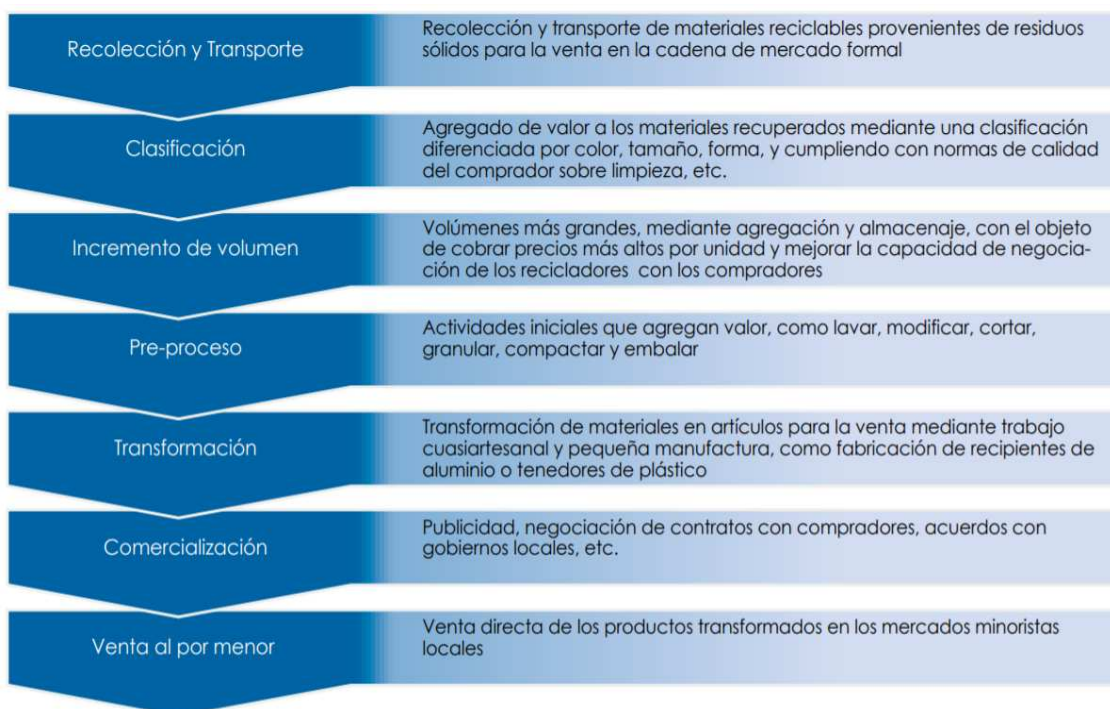 Recolección y Transporte
Recolección y transporte de materiales reciclables provenientes de residuos
sólidos para la venta en la cadena de mercado formal
Clasificación
Agregado de valor a los materiales recuperados mediante una clasificación
diferenciada por color, tamaño, forma, y cumpliendo con normas de calidad
del comprador sobre limpieza, etc.
Incremento de volumen
Volúmenes más grandes, mediante agregación y almacenaje, con el objeto
de cobrar precios más altos por unidad y mejorar la capacidad de negocia-
ción de los recicladores con los compradores
Pre-proceso
Actividades iniciales que agregan valor, como lavar, modificar, cortar,
granular, compactar y embalar
Transformación
Transformación de materiales en artículos para la venta mediante trabajo
cuasiartesanal y pequeña manufactura, como fabricación de recipientes de
aluminio o tenedores de plástico
Comercialización
Publicidad, negociación de contratos con compradores, acuerdos con
gobiernos locales, etc.
Venta al por menor
Venta directa de los productos transformados en los mercados minoristas
locales